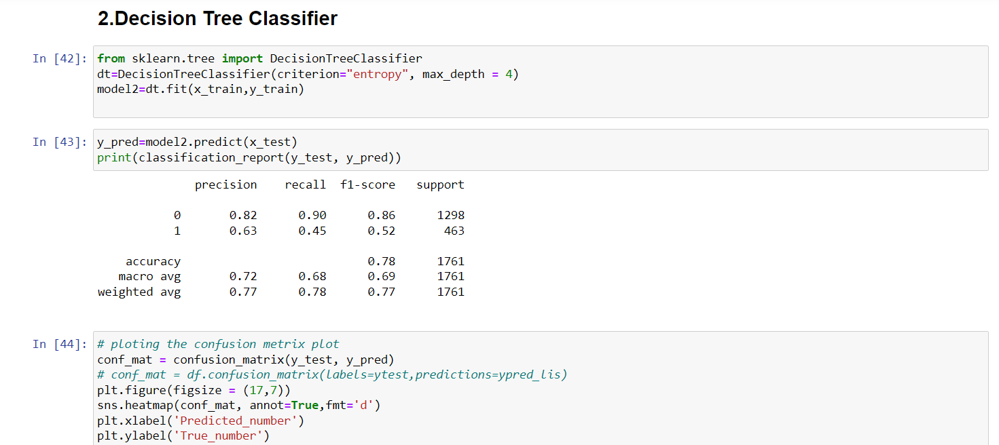 2.Decision Tree Classifier
In [42]: from sklearn.tree import DecisionTreeClassifier
dt=DecisionTreeClassifier(criterion="entropy", max_depth = 4)
model2=dt.fit(x_train,y_train)
In [43]: y_pred=model2.predict(x_test)
print(classification_report(y_test, y_pred))
precision recall f1-score support
0 0.82 0.90 0.86 1298
1 0.63 0.45 0.52 463
accuracy 0.78 1761
macro avg 0.72 0.68 0.69 1761
weighted avg 0.77 0.78 0.77 1761
In [44]: # ploting the confusion metrix plot
conf_mat = confusion_matrix(y_test, y_pred)
# conf_mat = df.confusion_matrix(labels=ytest,predictions=ypred_lis)
plt.figure(figsize = (17,7))
sns.heatmap(conf_mat, annot=True,fmt='d')
plt.xlabel('Predicted_number')
plt.ylabel('True_number')